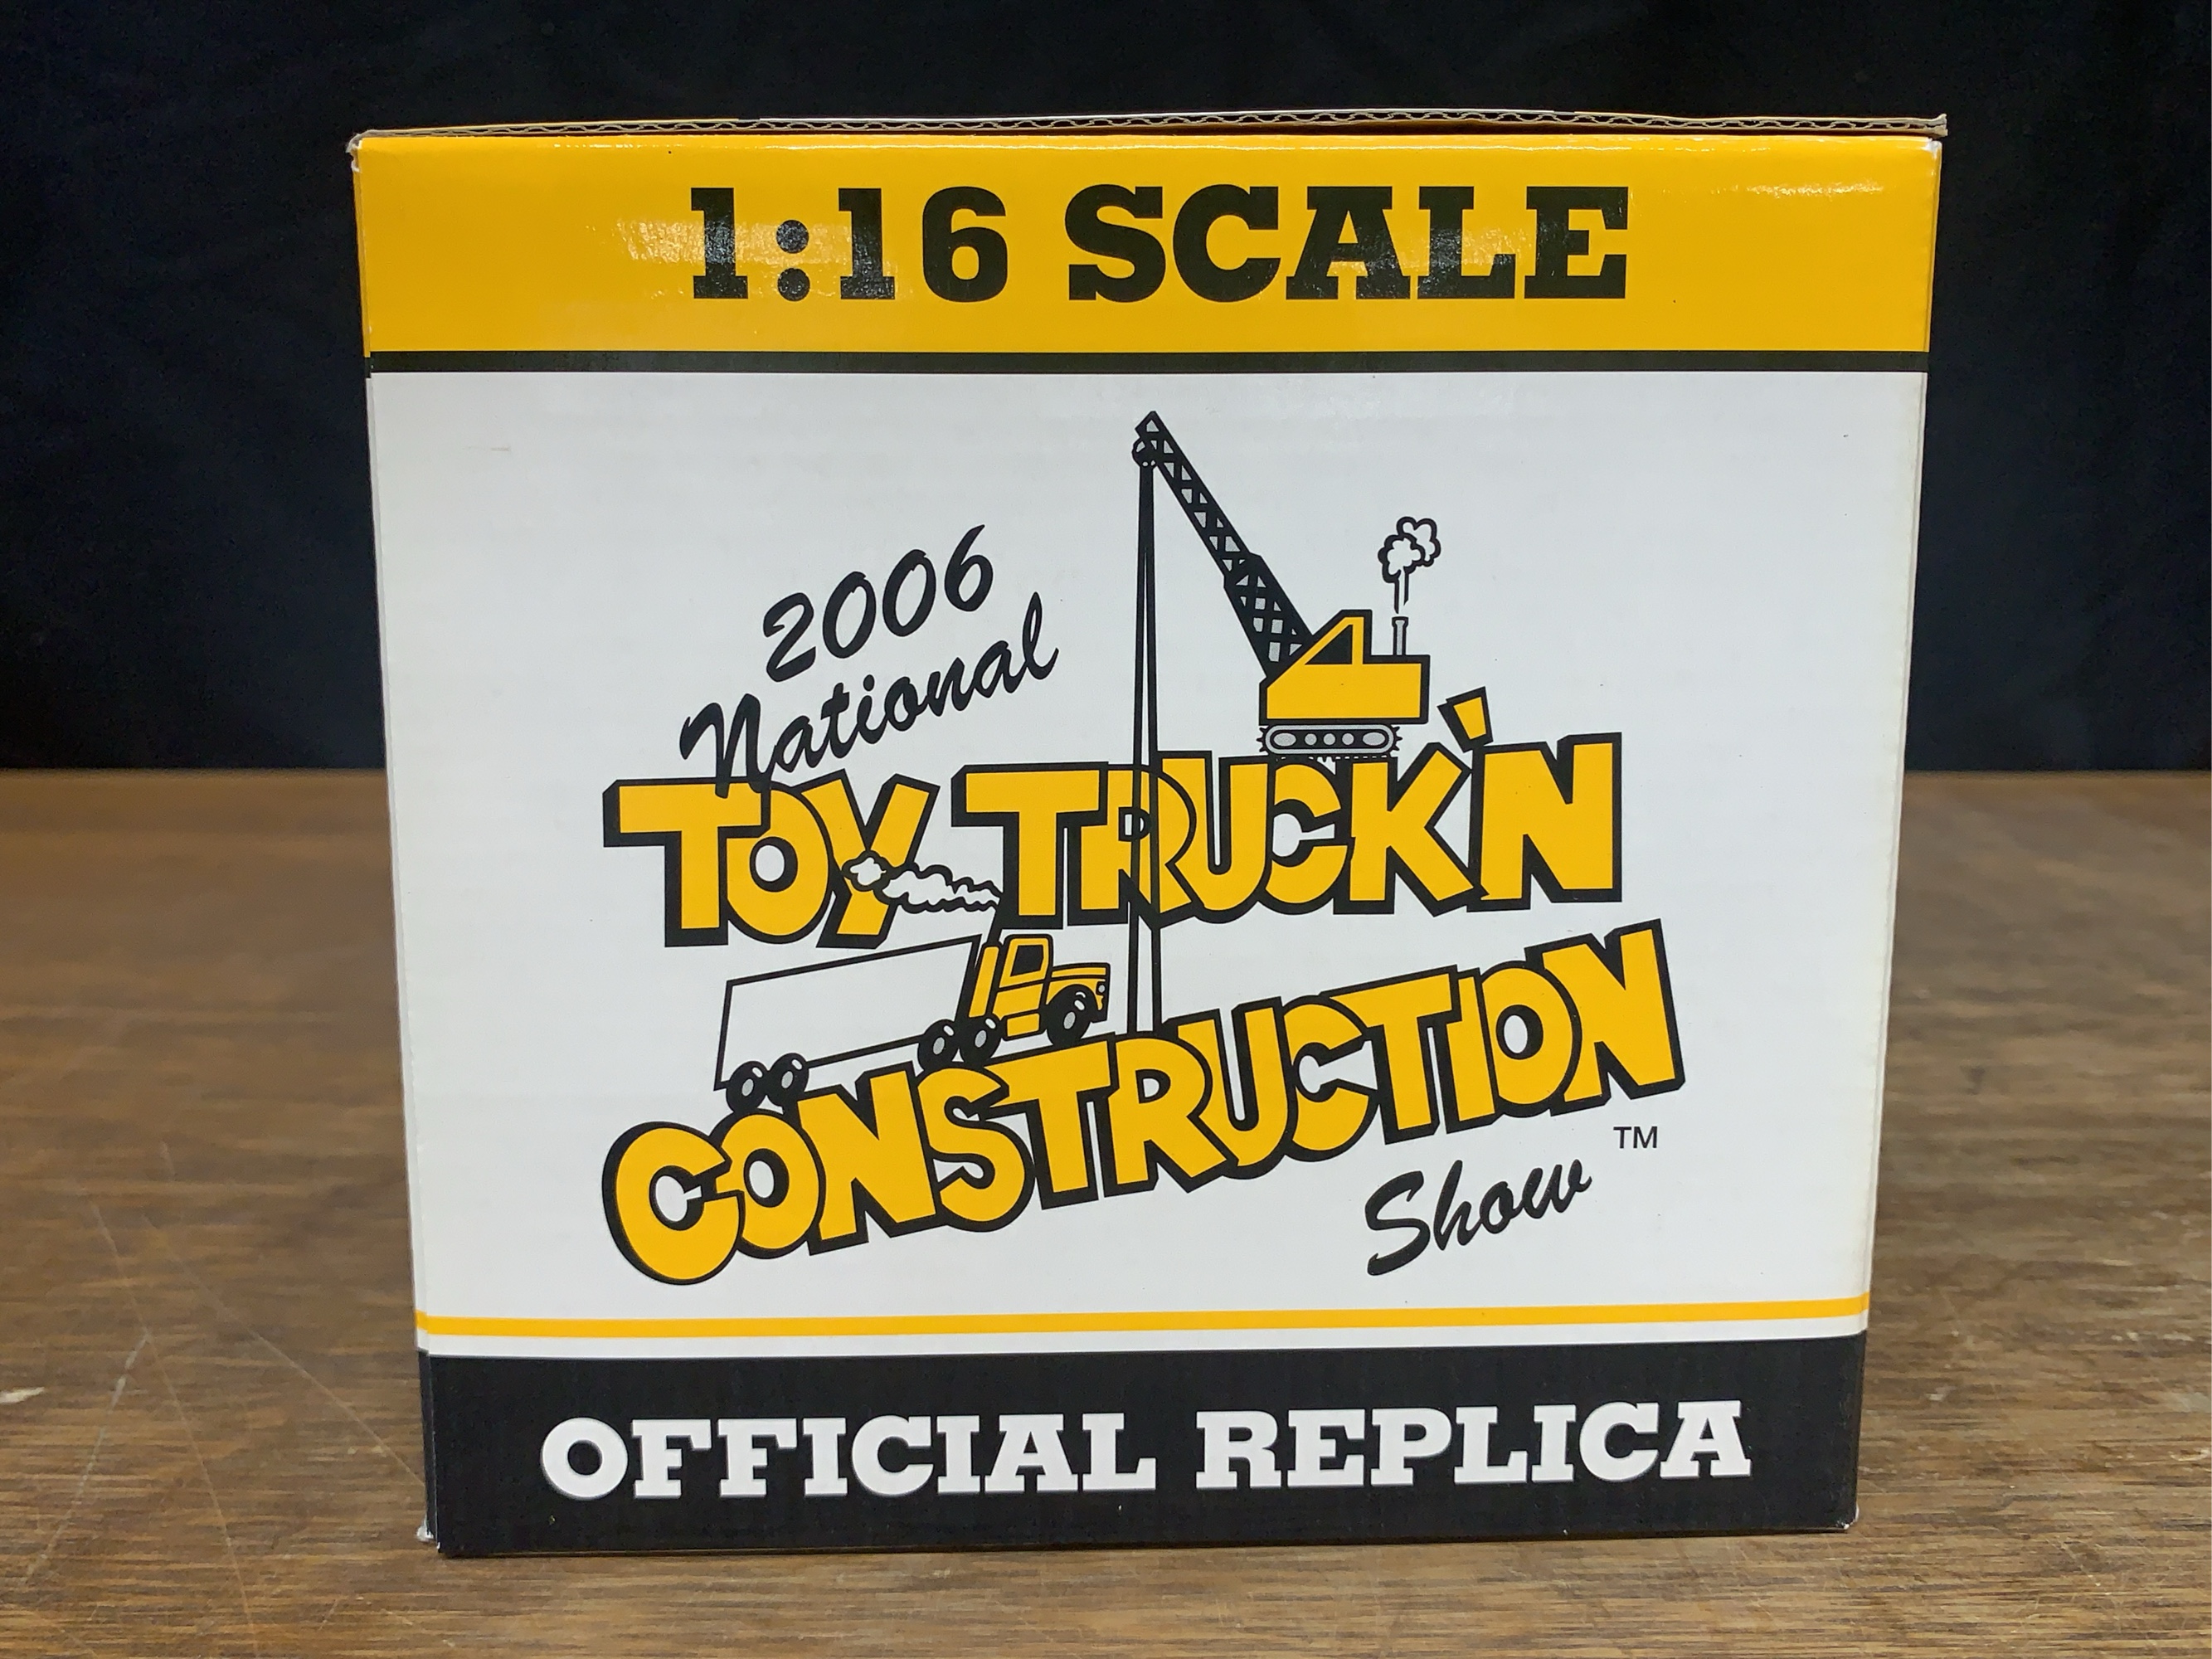 1:16 SCALE
2006
National
TOY TRUCK'N
CONSTRUCTION
TM
Show
OFFICIAL REPLICA